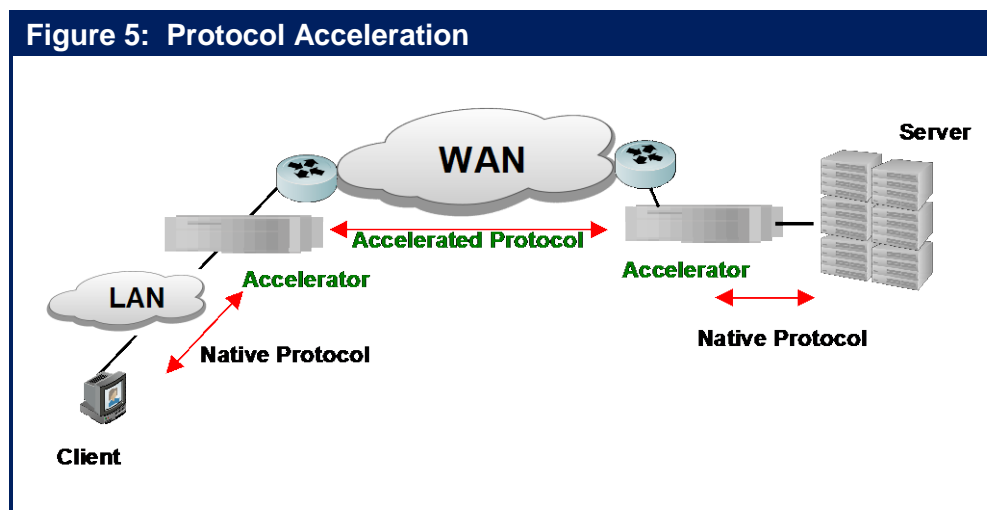 Figure 5:  Protocol Acceleration
WAN
Server
Accelerated Protocol
Accelerator
Accelerator
LAN
Native Protocol
Native Protocol
Client